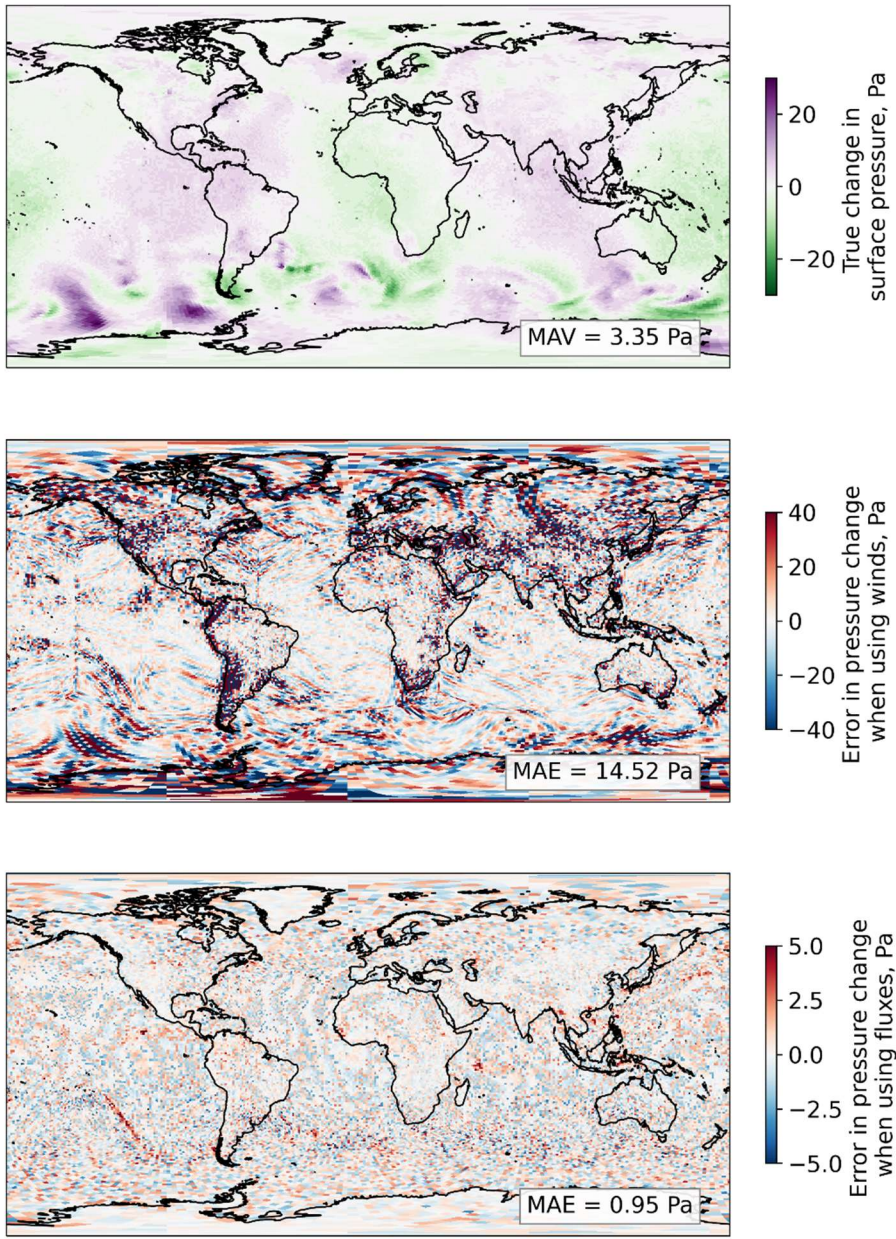 20
0
−20
True change in
surface pressure, Pa
MAV = 3.35 Pa
40
20
0
−20
−40
Error in pressure change
when using winds, Pa
MAE = 14.52 Pa
5.0
2.5
0.0
−2.5
−5.0
Error in pressure change
when using fluxes, Pa
MAE = 0.95 Pa